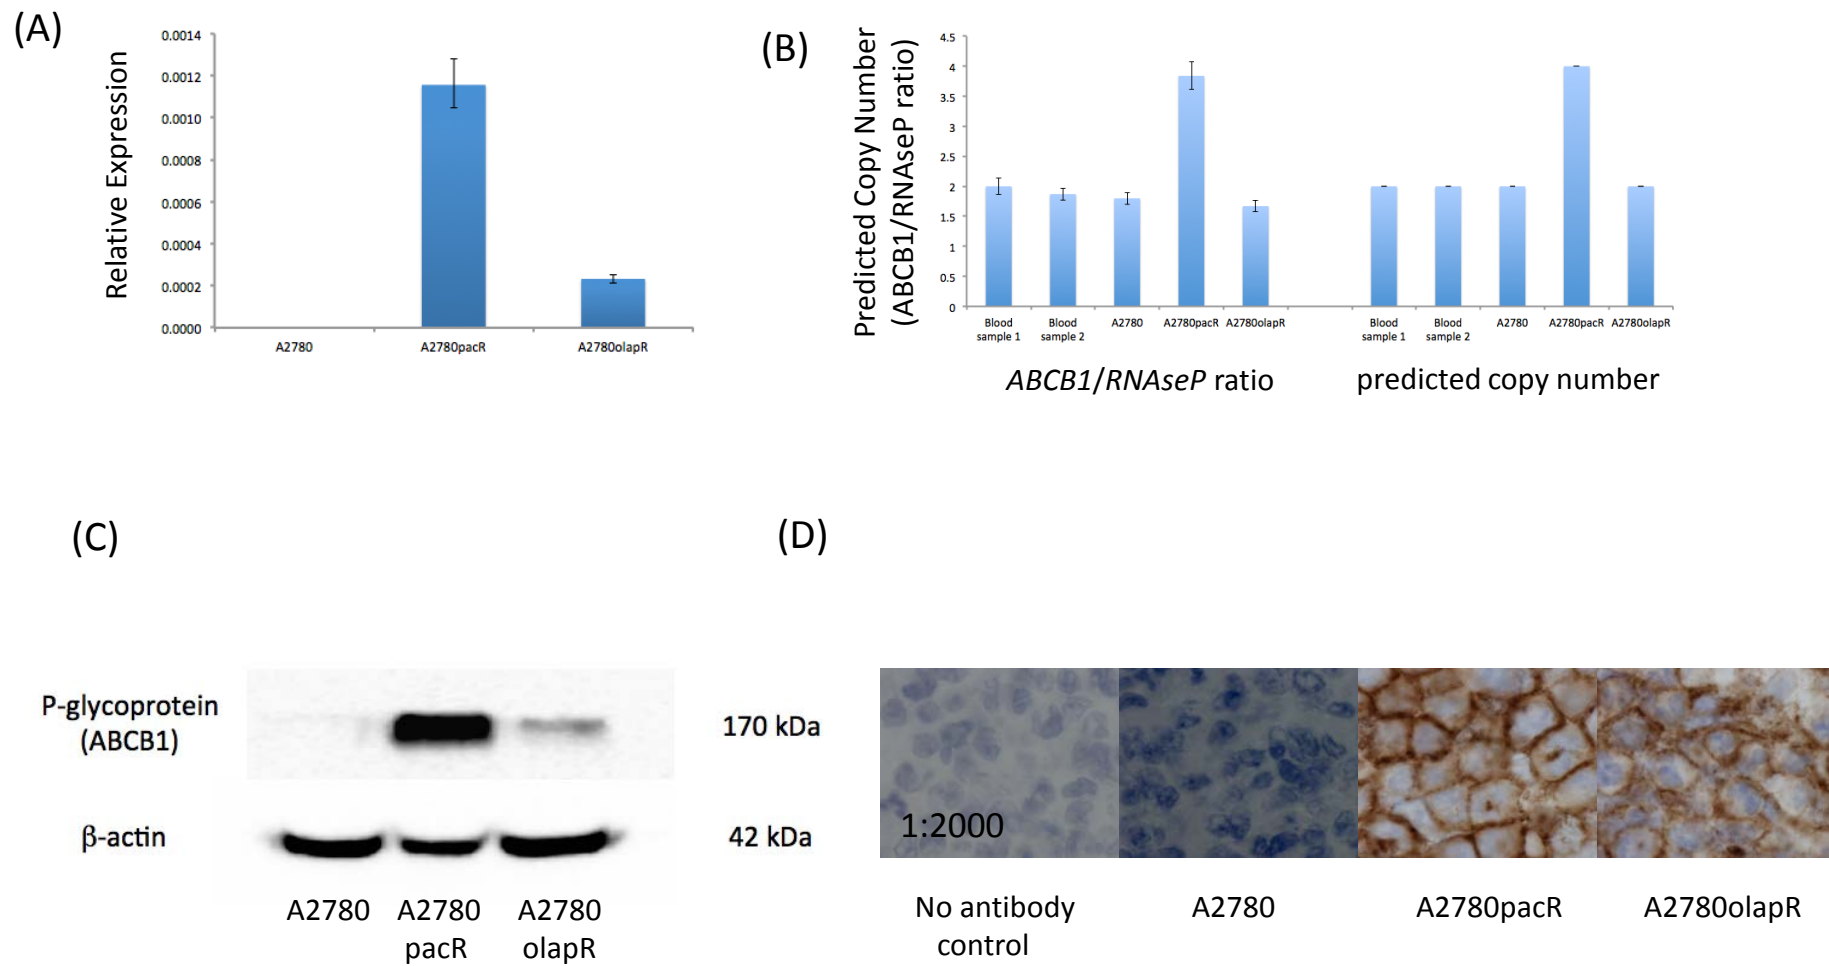 (A)
Relative Expression
0.0014
0.0012
0.0010
0.0008
0.0006
0.0004
0.0002
0.0000
A2780
A2780pacR
A2780olapR
(B)
Predicted Copy Number
(ABCB1/RNAseP ratio)
4.5
4
3.5
3
2.5
2
1.5
1
0.5
0
Blood
sample 1
Blood
sample 2
A2780
A2780pacR
A2780olapR
Blood
sample 1
Blood
sample 2
A2780
A2780pacR
A2780olapR
ABCB1/RNAseP ratio
predicted copy number
(C)
P-glycoprotein
(ABCB1)
170 kDa
β-actin
42 kDa
A2780
A2780
pacR
A2780
olapR
(D)
1:2000
No antibody
control
A2780
A2780pacR
A2780olapR